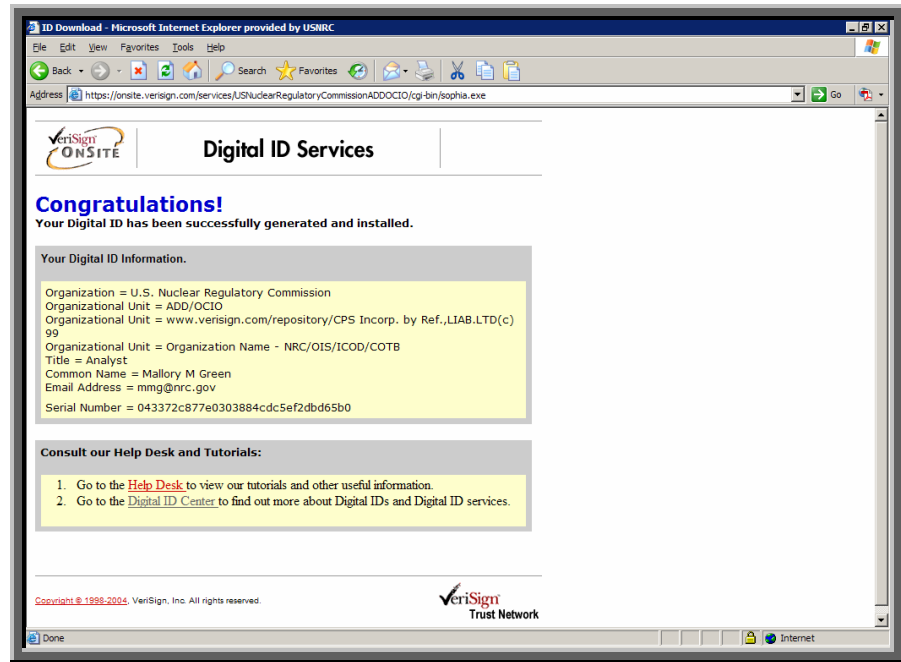 ID Download - Microsoft Internet Explorer provided by USNRC
File Edit View Favorites Tools Help
Back Search Favorites
Address https://onsite.verisign.com/services/USNuclearRegulatoryCommissionADDOCIO/cgi-bin/sophia.exe Go
VeriSign
ONSITE
Digital ID Services
Congratulations!
Your Digital ID has been successfully generated and installed.
Your Digital ID Information.
Organization = U.S. Nuclear Regulatory Commission
Organizational Unit = ADD/OCIO
Organizational Unit = www.verisign.com/repository/CPS Incorp. by Ref.,LIAB.LTD(c)
99
Organizational Unit = Organization Name - NRC/OIS/ICOD/COTB
Title = Analyst
Common Name = Mallory M Green
Email Address = mmg@nrc.gov
Serial Number = 043372c877e0303884cdc5ef2dbd65b0
Consult our Help Desk and Tutorials:
1. Go to the Help Desk to view our tutorials and other useful information.
2. Go to the Digital ID Center to find out more about Digital IDs and Digital ID services.
Copyright © 1998-2004, VeriSign, Inc. All rights reserved.
VeriSign
Trust Network
Done Internet